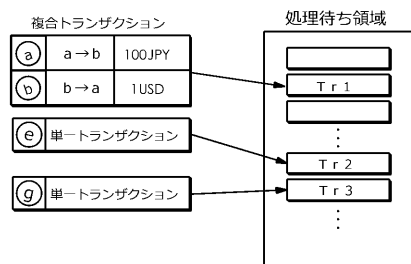 複合トランザクション
処理待ち領域
a a→b 100JPY
b b→a 1USD
Tr1
e 単一トランザクション
Tr2
g 単一トランザクション
Tr3